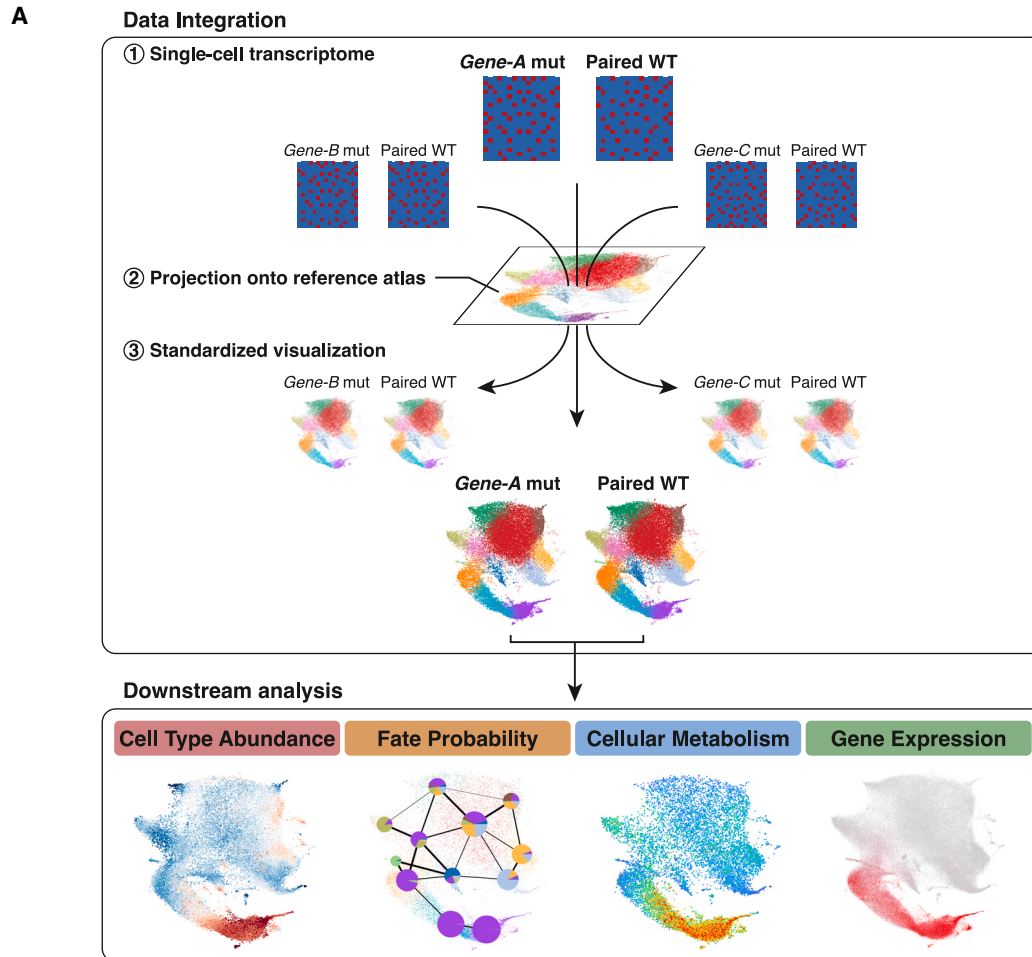 A
Data Integration
① Single-cell transcriptome
Gene-A mut Paired WT
Gene-B mut Paired WT
Gene-C mut Paired WT
② Projection onto reference atlas
③ Standardized visualization
Gene-B mut Paired WT
Gene-C mut Paired WT
Gene-A mut Paired WT
Downstream analysis
Cell Type Abundance
Fate Probability
Cellular Metabolism
Gene Expression